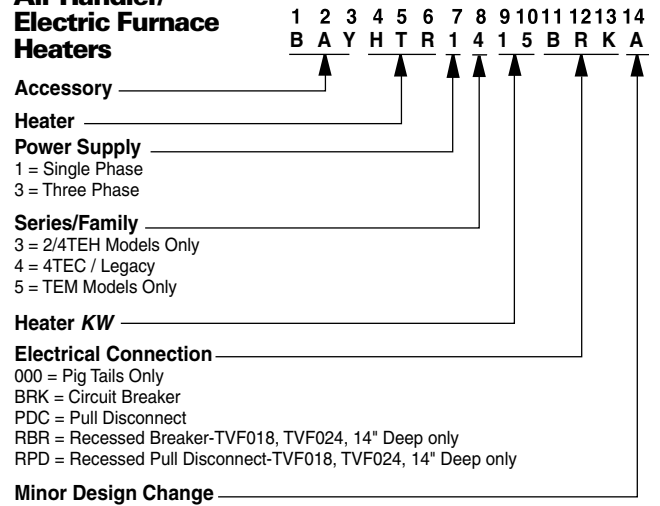 Air Handler/
Electric Furnace
Heaters
1 2 3 4 5 6 7 8 9 10 11 12 13 14
B A Y H T R 1 4 1 5 B R K A
Accessory
Heater
Power Supply
1 = Single Phase
3 = Three Phase
Series/Family
3 = 2/4TEH Models Only
4 = 4TEC / Legacy
5 = TEM Models Only
Heater KW
Electrical Connection
000 = Pig Tails Only
BRK = Circuit Breaker
PDC = Pull Disconnect
RBR = Recessed Breaker-TVF018, TVF024, 14" Deep only
RPD = Recessed Pull Disconnect-TVF018, TVF024, 14" Deep only
Minor Design Change